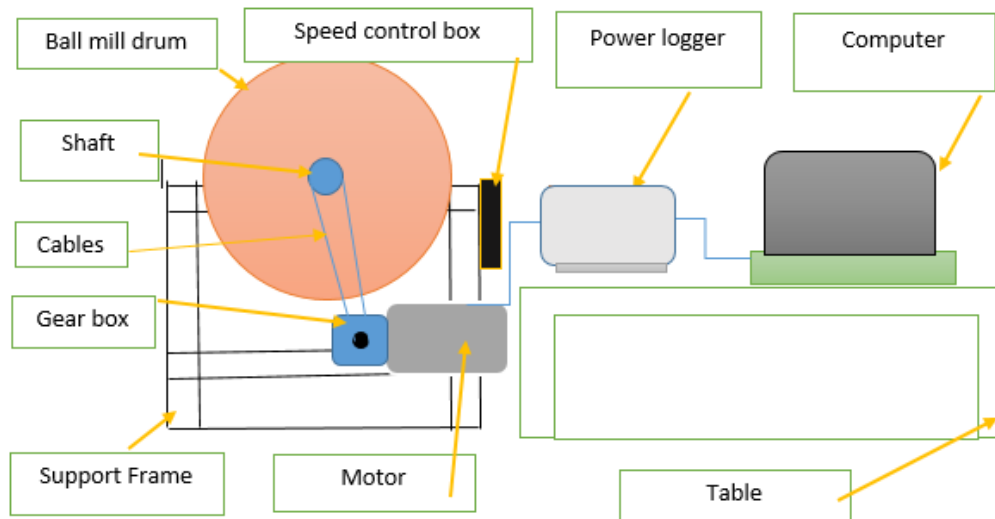 Ball mill drum
Speed control box
Power logger
Computer
Shaft
Cables
Gear box
Support Frame
Motor
Table